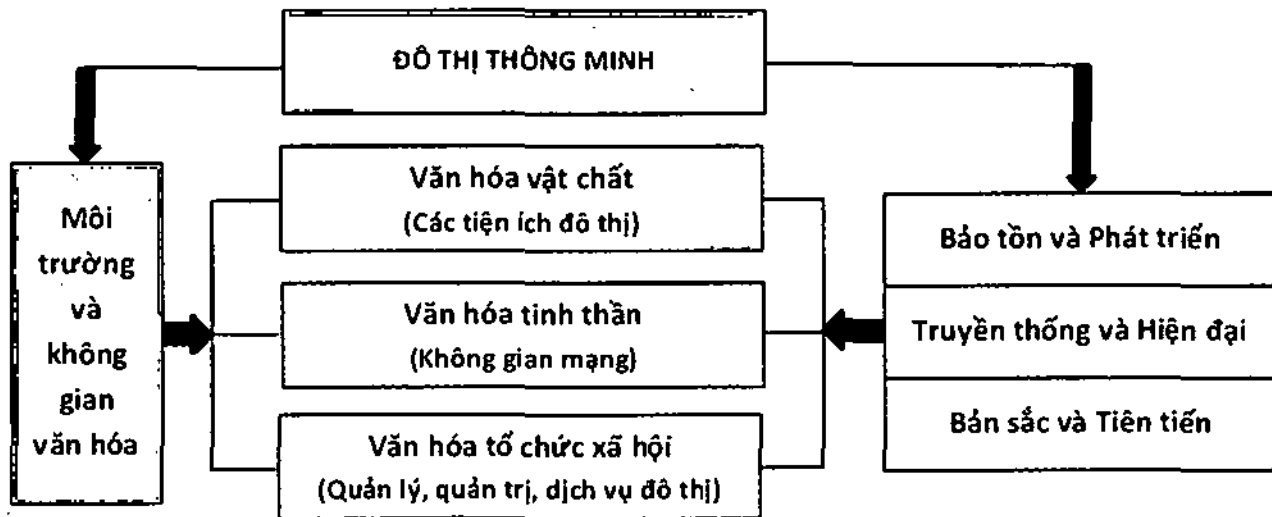 ĐÔ THỊ THÔNG MINH
Môi
trường
và
không
gian
văn hóa
Văn hóa vật chất
(Các tiện ích đô thị)
Văn hóa tinh thần
(Không gian mạng)
Văn hóa tổ chức xã hội
(Quản lý, quản trị, dịch vụ đô thị)
Bảo tồn và Phát triển
Truyền thống và Hiện đại
Bản sắc và Tiên tiến